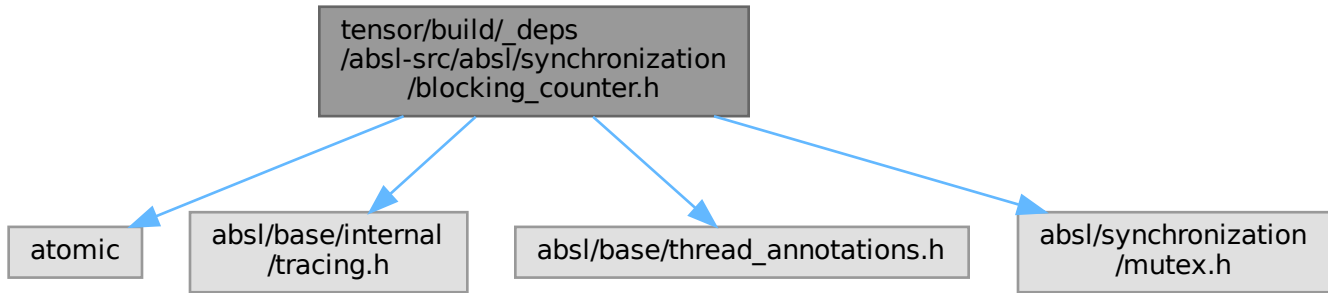 tensor/build/_deps
/absl-src/absl/synchronization
/blocking_counter.h
atomic
absl/base/internal
/tracing.h
absl/base/thread_annotations.h
absl/synchronization
/mutex.h